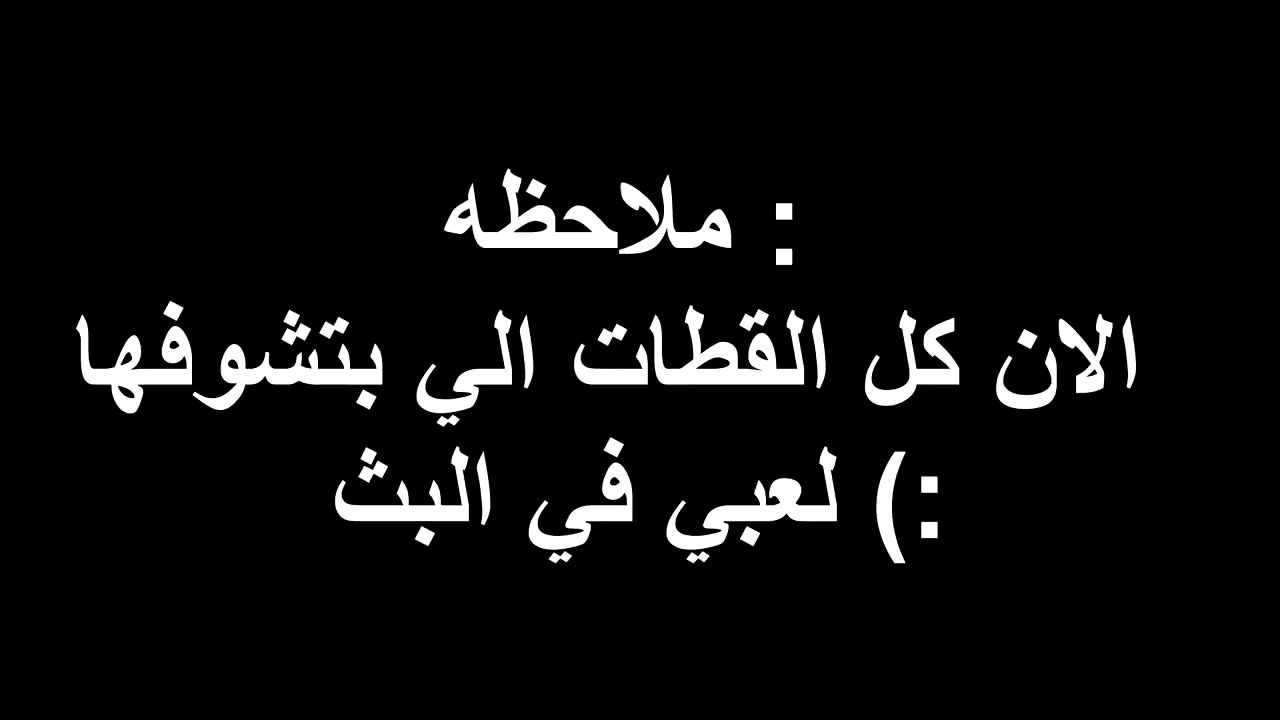 ملاحظه :
الان كل القطات الي بتشوفها
لعبي في البث :)